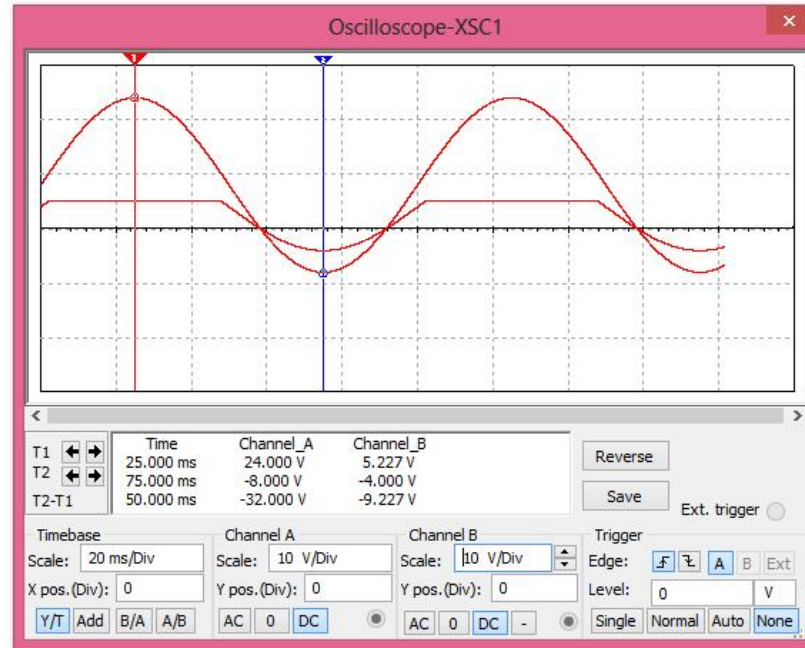 Oscilloscope-XSC1
×
1
2
T1
T2
T2-T1
Time Channel_A Channel_B
25.000 ms 24.000 V 5.227 V
75.000 ms -8.000 V -4.000 V
50.000 ms -32.000 V -9.227 V
Reverse
Save
Ext. trigger
Timebase
Scale: 20 ms/Div
X pos.(Div): 0
Y/T Add B/A A/B
Channel A
Scale: 10 V/Div
Y pos.(Div): 0
AC 0 DC
Channel B
Scale: 10 V/Div
Y pos.(Div): 0
AC 0 DC -
Trigger
Edge: A B Ext
Level: 0 V
Single Normal Auto None